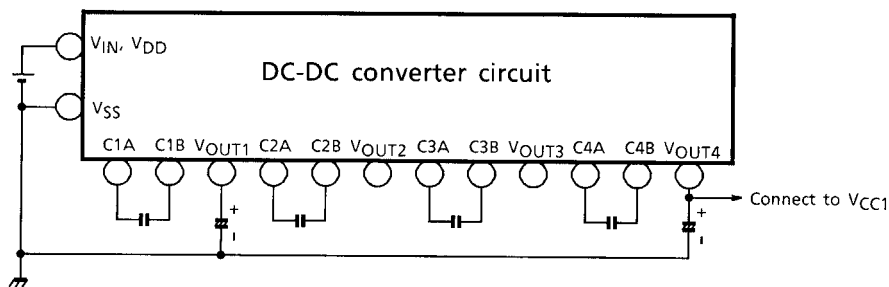 VIN, VDD
DC-DC converter circuit
VSS
C1A C1B VOUT1 C2A C2B VOUT2 C3A C3B VOUT3 C4A C4B VOUT4
+ +
Connect to VCC1